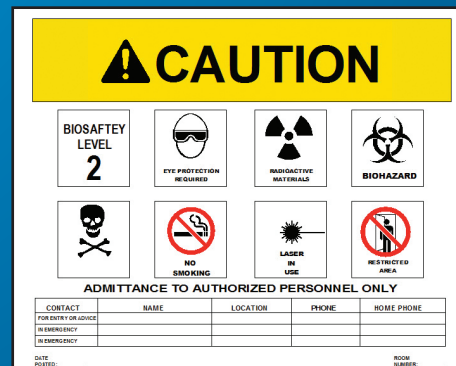 CAUTION
BIOSAFTEY
LEVEL
2
EYE PROTECTION
REQUIRED
RADIOACTIVE
MATERIALS
BIOHAZARD
NO
SMOKING
LASER
IN
USE
RESTRICTED
AREA
ADMITTANCE TO AUTHORIZED PERSONNEL ONLY
CONTACT NAME LOCATION PHONE HOME PHONE
FOR ENTRY OR ADVICE
IN EMERGENCY
IN EMERGENCY
DATE
POSTED:
ROOM
NUMBER: